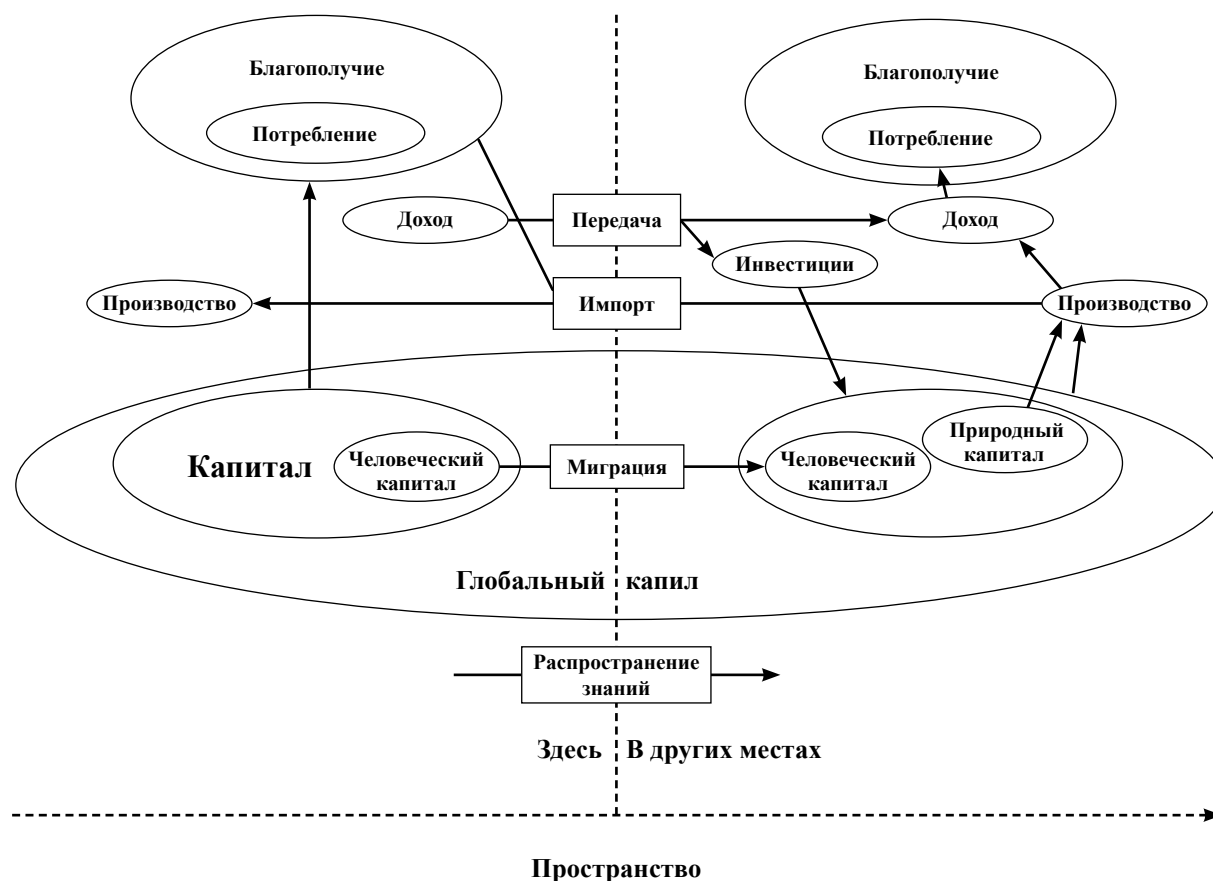 Благополучие
Благополучие
Потребление
Потребление
Доход
Передача
Доход
Инвестиции
Производство
Импорт
Производство
Капитал
Человеческий
капитал
Миграция
Человеческий
капитал
Природный
капитал
Глобальный капил
Распространение
знаний
Здесь
В других местах
Пространство